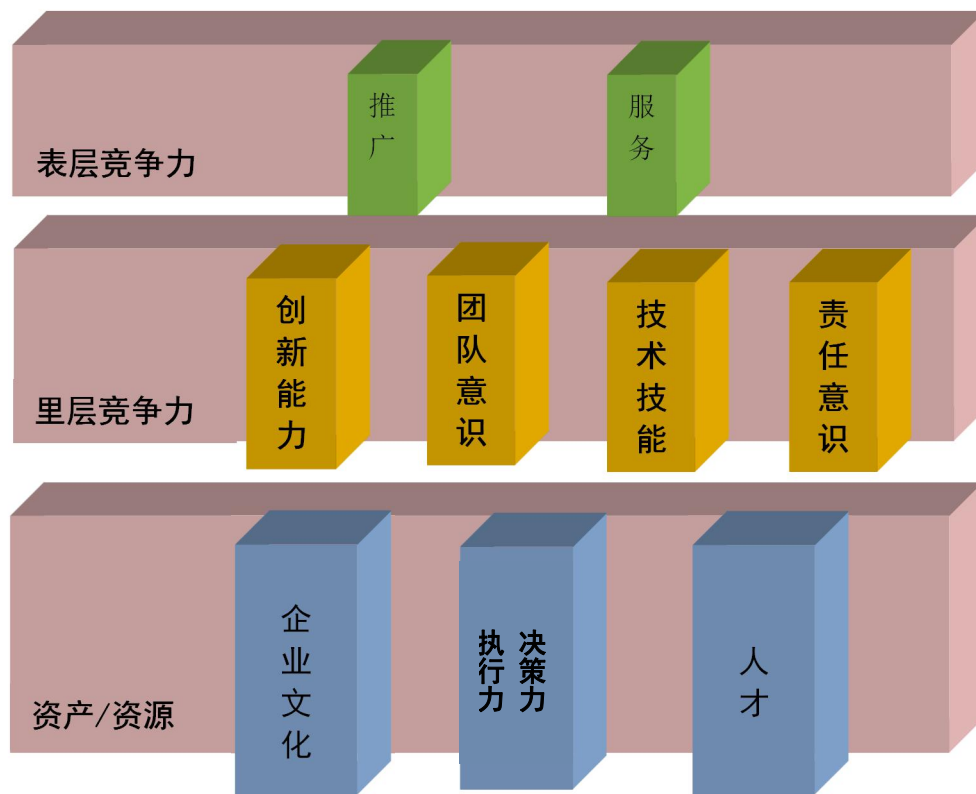 推广
服务
表层竞争力
创新能力
团队意识
技术技能
责任意识
里层竞争力
企业文化
决策力
执行力
人才
资产/资源